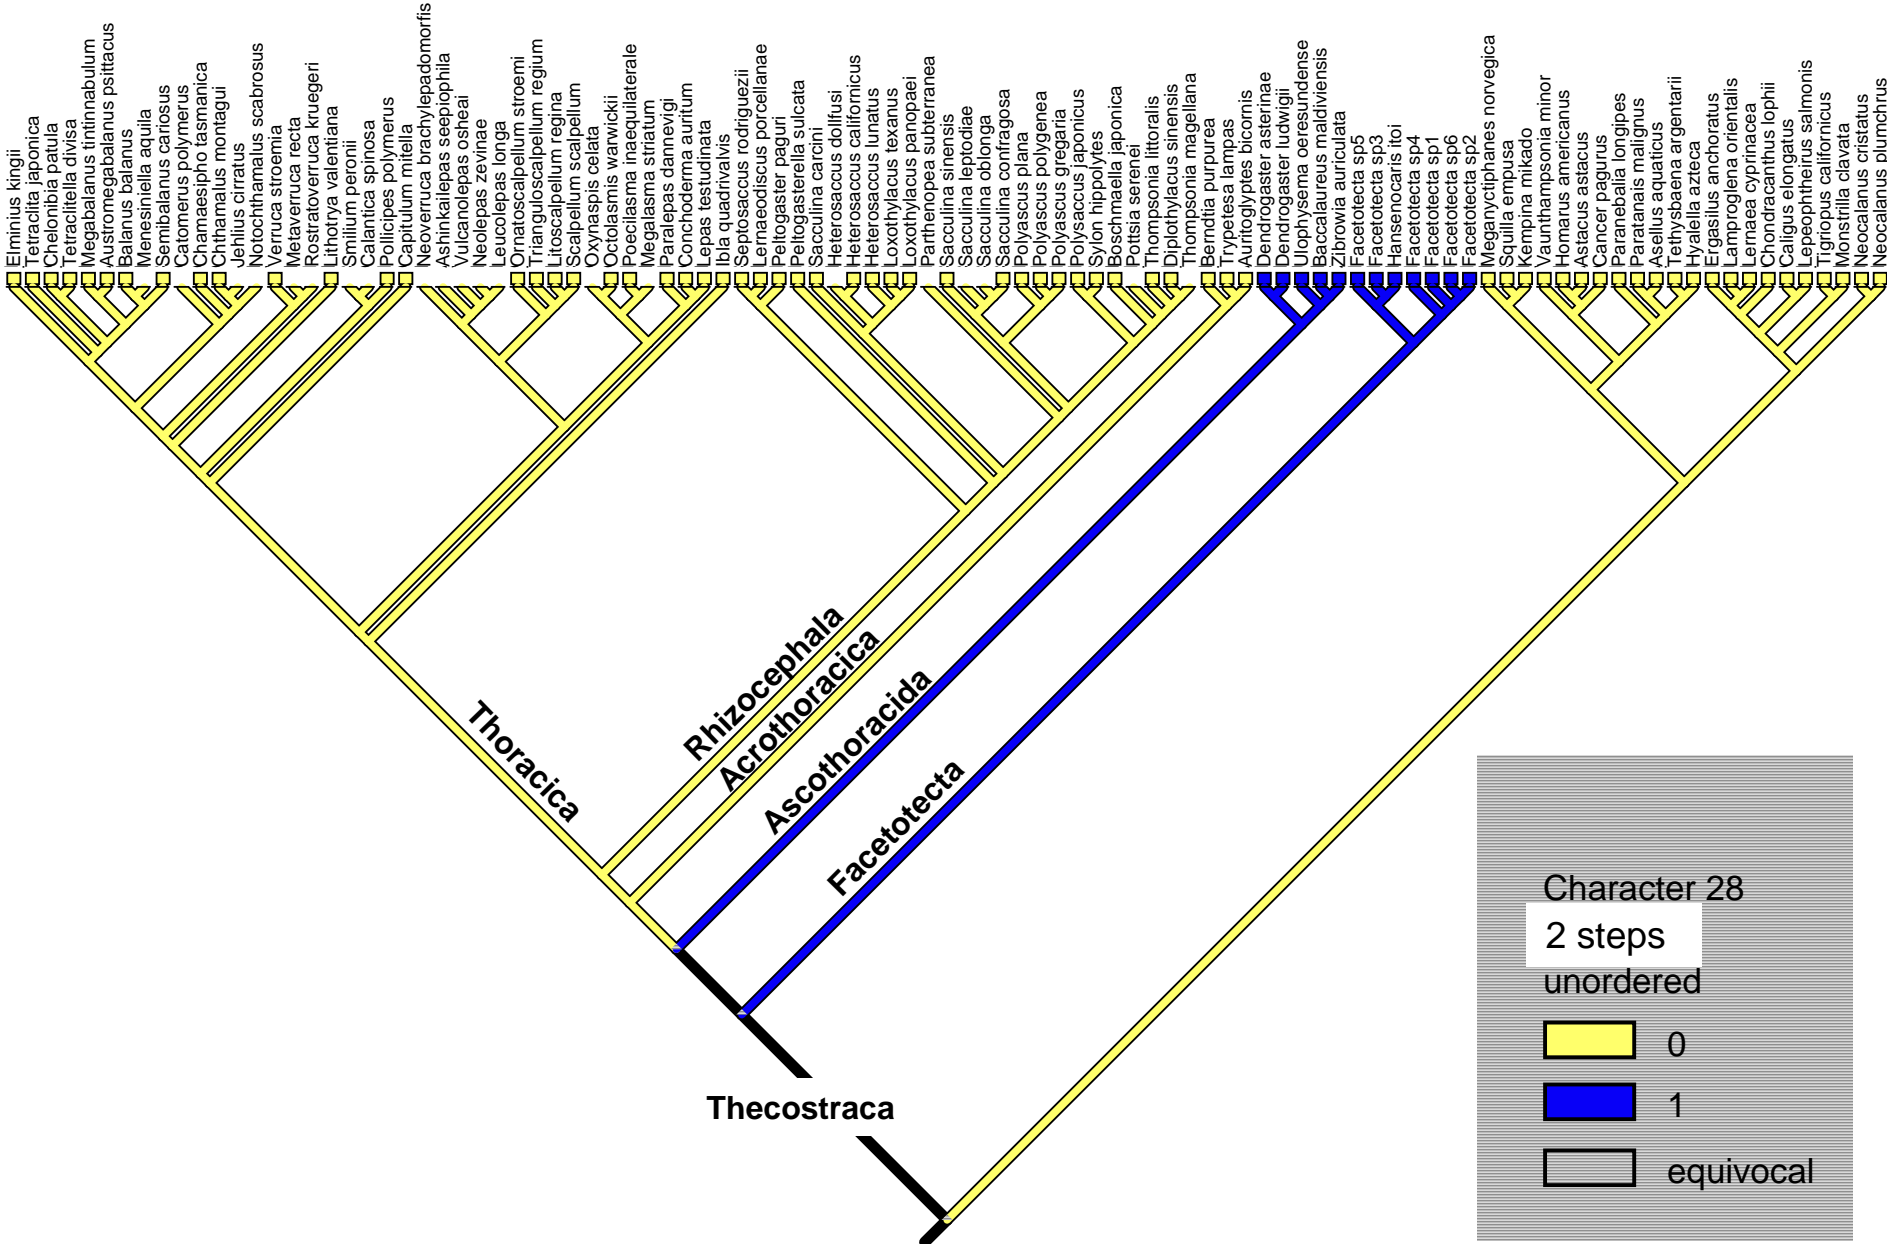 Elminius kingii
Tetraclita japonica
Chelonibia patula
Tetraclitella divisa
Megabalanus tintinnabulum
Austromegabalanus psittacus
Balanus balanus
Menesiniella aquila
Semibalanus cariosus
Catomerus polymerus
Chamaesipho tasmanica
Chthamalus montagui
Jehlius cirratus
Notochthamalus scabrosus
Verruca stroemia
Metaverruca recta
Rostratoverruca kruegeri
Lithotrya valentiana
Smilium peronii
Calantica spinosa
Pollicipes polymerus
Capitulum mitella
Neoverruca brachylepadomorfis
Ashinkailepas seepiophila
Vulcanolepas osheai
Neolepas zevinae
Leucolepas longa
Ornatoscalpellum stroemi
Trianguloscalpellum regium
Litoscalpellum regina
Scalpellum scalpellum
Oxynaspis celata
Octolasmis warwickii
Poecilasma inaequilaterale
Megalasma striatum
Paralepas dannevigi
Conchoderma auritum
Lepas testudinata
Ibla quadrivalvis
Septosaccus rodriguezii
Lernaeodiscus porcellanae
Peltogaster paguri
Peltogasterella sulcata
Sacculina carcini
Heterosaccus dollfusi
Heterosaccus californicus
Heterosaccus lunatus
Loxothylacus texanus
Loxothylacus panopaei
Parthenopea subterranea
Sacculina sinensis
Sacculina leptodiae
Sacculina oblonga
Sacculina confragosa
Polyascus plana
Polyascus polygenea
Polyascus gregaria
Polysaccus japonicus
Sylon hippolytes
Boschmaella japonica
Plottsia serrenei
Thompsonia littoralis
Diplothylacus sinensis
Thompsonia magellana
Berndtia purpurea
Trypetesa lampas
Auritoglyptes bicornis
Dendrogaster asterinae
Dendrogaster ludwigii
Ulophysema oeresundense
Baccalaureus maldiviensis
Zibrowia auriculata
Facetotecta sp5
Facetotecta sp3
Hansenocaris itoi
Facetotecta sp4
Facetotecta sp1
Facetotecta sp6
Facetotecta sp2
Meganyctiphanes norvegica
Squilla empusa
Kempina mikado
Vaunthampsonia minor
Homarus americanus
Astacus astacus
Cancer pagurus
Paranebalia longipes
Paratanais malignus
Asellus aquaticus
Tethysbaena argentarii
Hyalella azteca
Ergasilus anchoratus
Lamproglena orientalis
Lernaea cyprinacea
Chondracanthus lophii
Caligus elongatus
Lepeophtheirus salmonis
Tigriopus californicus
Monstrilla clavata
Neocalanus cristatus
Neocalanus plumchrus
Thoracica
Rhizocephala
Acrothoracica
Ascothoracida
Facetotecta
Thecostraca
Character 28
2 steps
unordered
0
1
equivocal